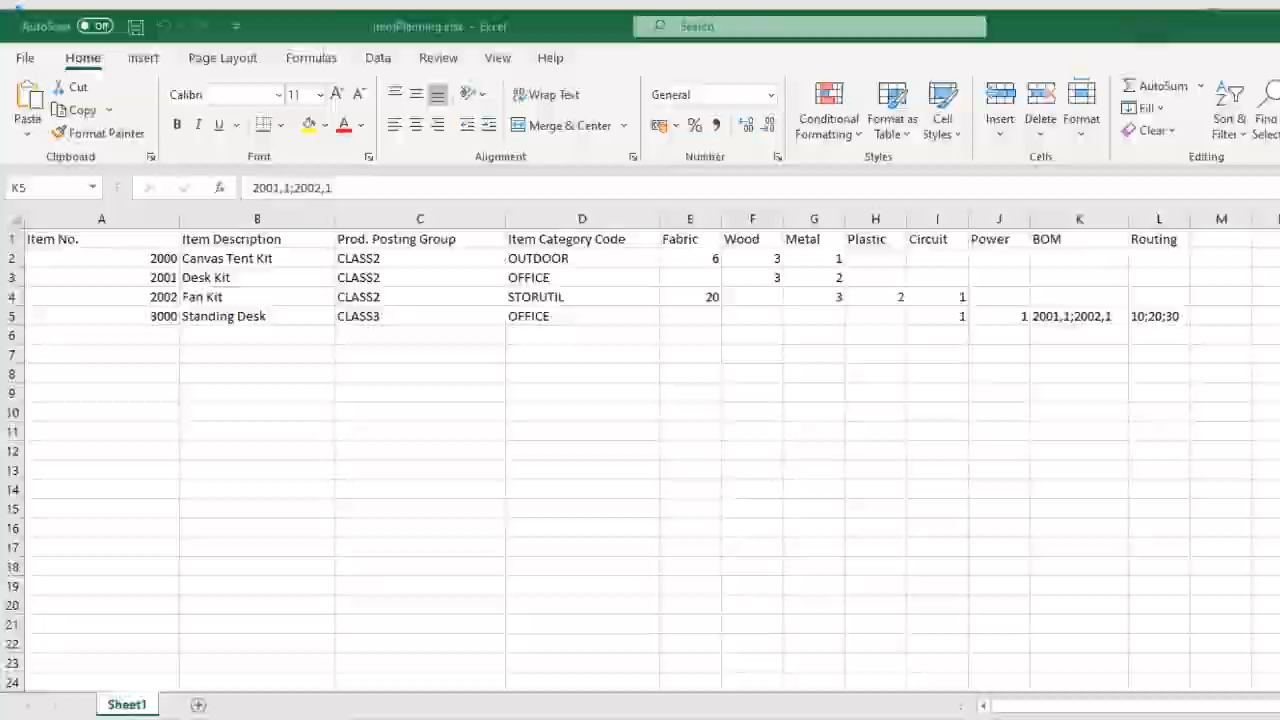 AutoSave Off
Excel
Search
File Home Insert Page Layout Formulas Data Review View Help
Paste Cut Copy Format Painter
Calibri 11
B I U
Wrap Text
Merge & Center
General
Conditional Formatting
Format as Table
Cell Styles
Insert Delete Format
AutoSum
Fill
Clear
Sort & Filter
Clipboard Font Alignment Number Styles Cells Editing
K5 fx 2001,1;2002,1
A B C D E F G H I J K L M
1 Item No. Item Description Prod. Posting Group Item Category Code Fabric Wood Metal Plastic Circuit Power BOM Routing
2 2000 Canvas Tent Kit CLASS2 OUTDOOR 6 3 1
3 2001 Desk Kit CLASS2 OFFICE 3 2
4 2002 Fan Kit CLASS2 STORUTIL 20 3 2 1
5 3000 Standing Desk CLASS3 OFFICE 1 1 2001,1;2002,1 10;20;30
6
7
8
9
10
11
12
13
14
15
16
17
18
19
20
21
22
23
24
Sheet1